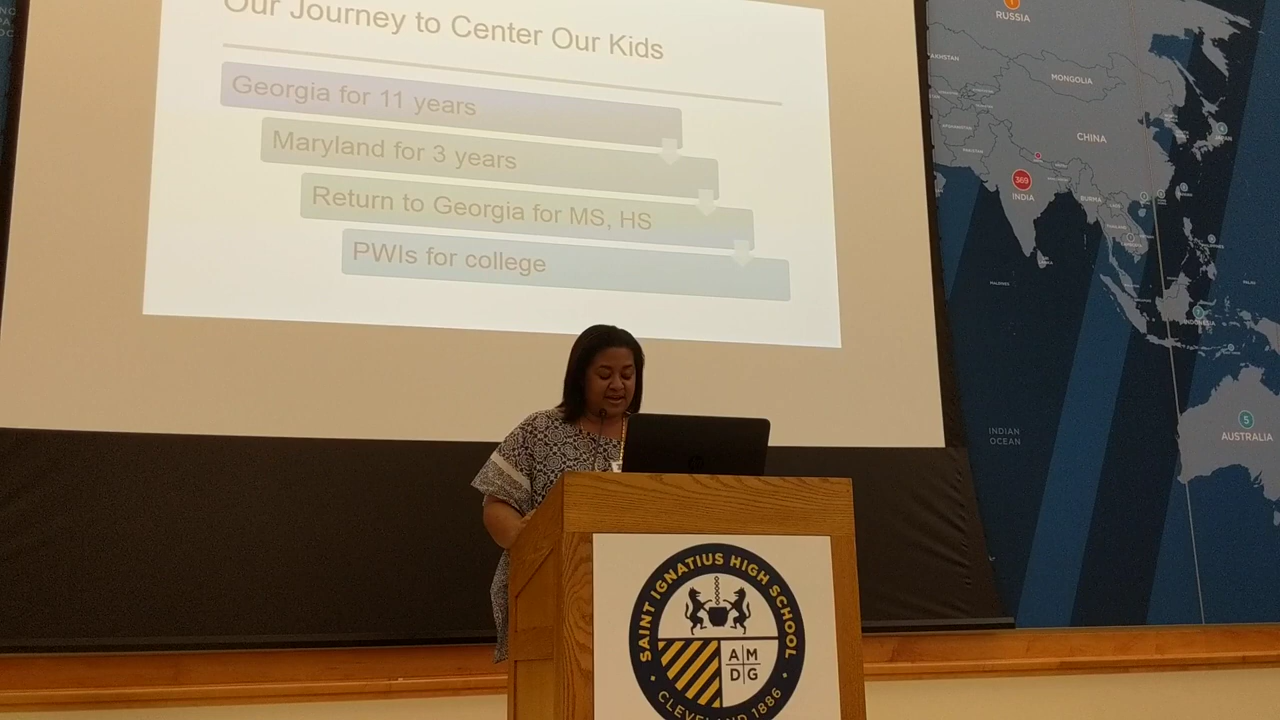 Our Journey to Center Our Kids
Georgia for 11 years
Maryland for 3 years
Return to Georgia for MS, HS
PWIs for college
RUSSIA
MONGOLIA
CHINA
369
INDIA
BURMA
INDONESIA
INDIAN
OCEAN
5
AUSTRALIA
SAINT IGNATIUS HIGH SCHOOL
A M
D G
• CLEVELAND 1886 •